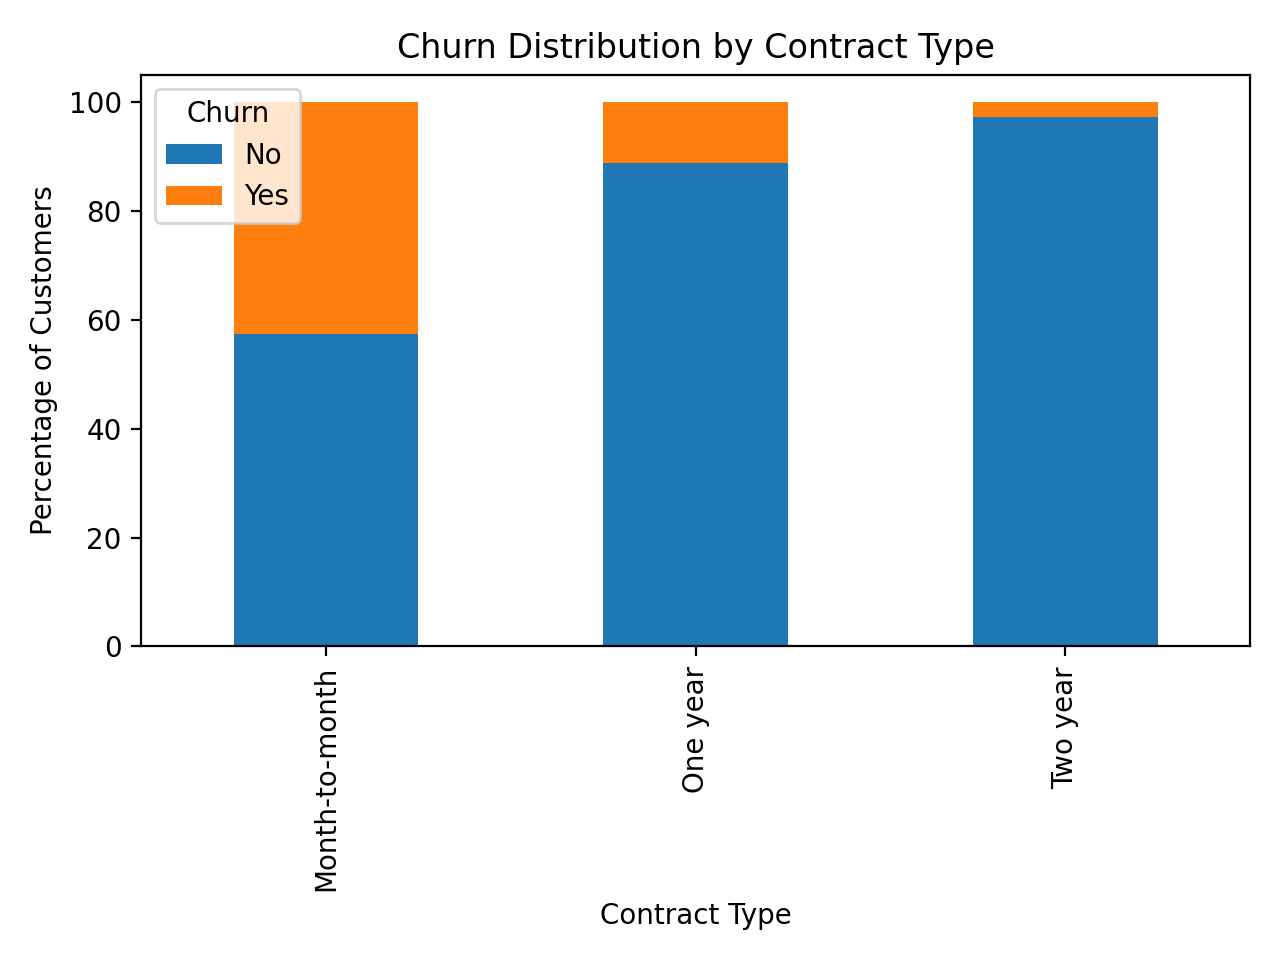 Churn Distribution by Contract Type
Churn
No
Yes
Percentage of Customers
100
80
60
40
20
0
Month-to-month
One year
Two year
Contract Type